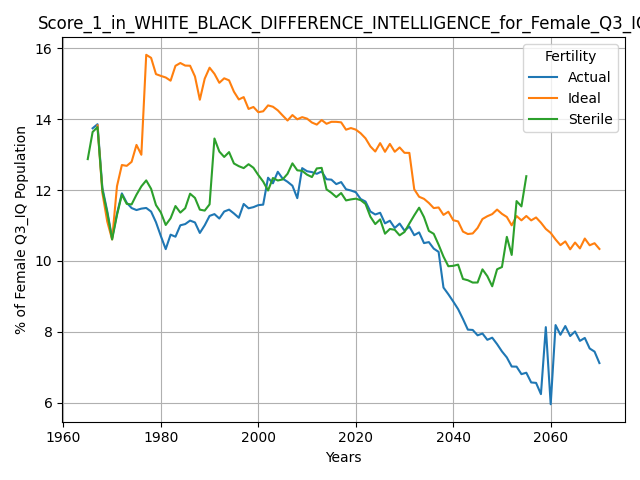 Score_1_in_WHITE_BLACK_DIFFERENCE_INTELLIGENCE_for_Female_Q3_IQ
16
14
12
10
8
6
% of Female Q3_IQ Population
Fertility
Actual
Ideal
Sterile
1960
1980
2000
2020
2040
2060
Years